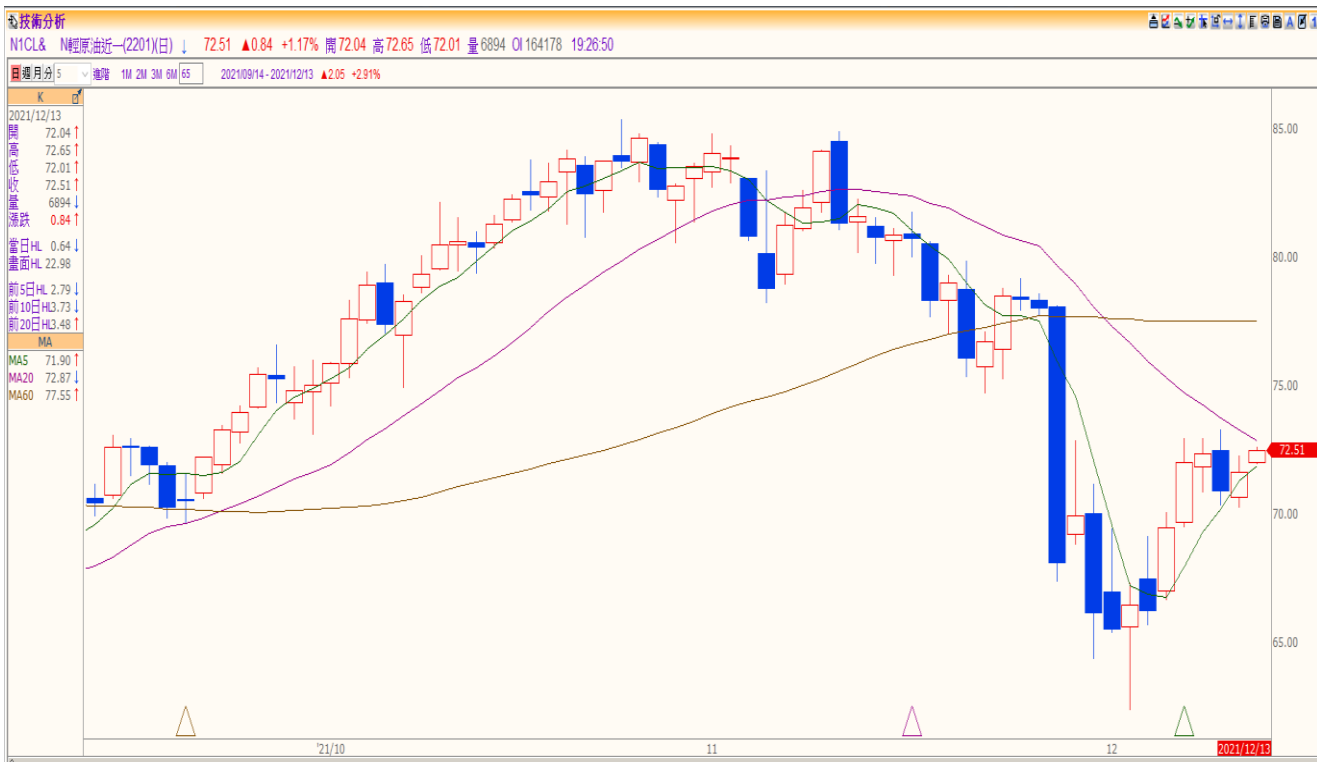 技術分析
N1CL& N輕原油近一(2201)(日) ↓ 72.51 ▲0.84 +1.17% 開 72.04 高 72.65 低 72.01 量 6894 OI 164178 19:26:50
日 週 月 分 5 進階 1M 2M 3M 6M 65 2021/09/14 - 2021/12/13 ▲2.05 +2.91%
K
2021/12/13
開 72.04 ↑
高 72.65 ↑
低 72.01 ↑
收 72.51 ↑
量 6894 ↓
漲跌 0.84 ↑
當日HL 0.64 ↓
畫面HL 22.98
前5日HL 2.79 ↓
前10日HL3.73 ↓
前20日HL3.48 ↑
MA
MA5 71.90 ↑
MA20 72.87 ↓
MA60 77.55 ↑
85.00
80.00
75.00
72.51
70.00
65.00
'21/10
11
12
2021/12/13